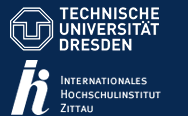 TECHNISCHE
UNIVERSITÄT
DRESDEN
INTERNATIONALES
HOCHSCHULINSTITUT
ZITTAU